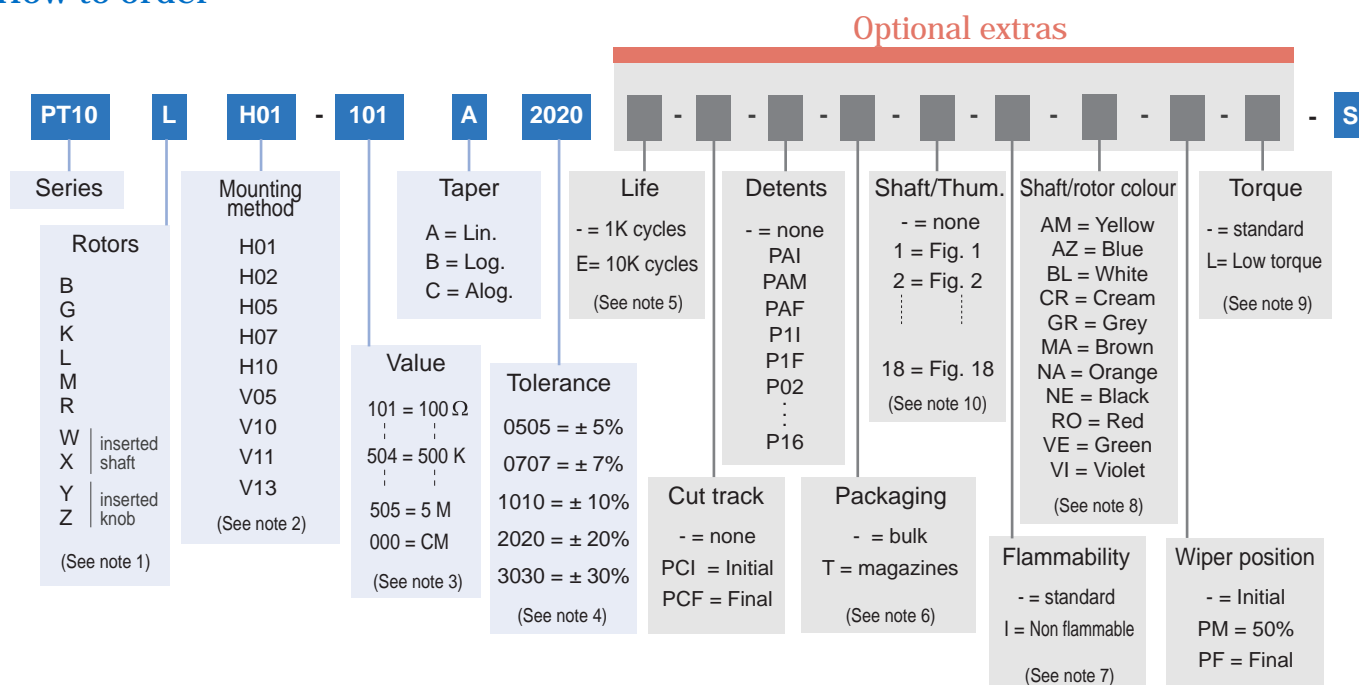 How to order
Optional extras
PT10 L H01 - 101 A 2020 - - - - - - - - - S
Series
Rotors
B
G
K
L
M
R
W
X
inserted
shaft
Y
Z
inserted
knob
(See note 1)
Mounting
method
H01
H02
H05
H07
H10
V05
V10
V11
V13
(See note 2)
Value
101 = 100 Ω
504 = 500 K
505 = 5 M
000 = CM
(See note 3)
Taper
A = Lin.
B = Log.
C = Alog.
Tolerance
0505 = ± 5%
0707 = ± 7%
1010 = ± 10%
2020 = ± 20%
3030 = ± 30%
(See note 4)
Life
- = 1K cycles
E= 10K cycles
(See note 5)
Cut track
- = none
PCI = Initial
PCF = Final
Detents
- = none
PAI
PAM
PAF
P1I
P1F
P02
:
P16
Packaging
- = bulk
T = magazines
(See note 6)
Shaft/Thum.
- = none
1 = Fig. 1
2 = Fig. 2
18 = Fig. 18
(See note 10)
Flammability
- = standard
I = Non flammable
(See note 7)
Shaft/rotor colour
AM = Yellow
AZ = Blue
BL = White
CR = Cream
GR = Grey
MA = Brown
NA = Orange
NE = Black
RO = Red
VE = Green
VI = Violet
(See note 8)
Wiper position
- = Initial
PM = 50%
PF = Final
Torque
- = standard
L= Low torque
(See note 9)